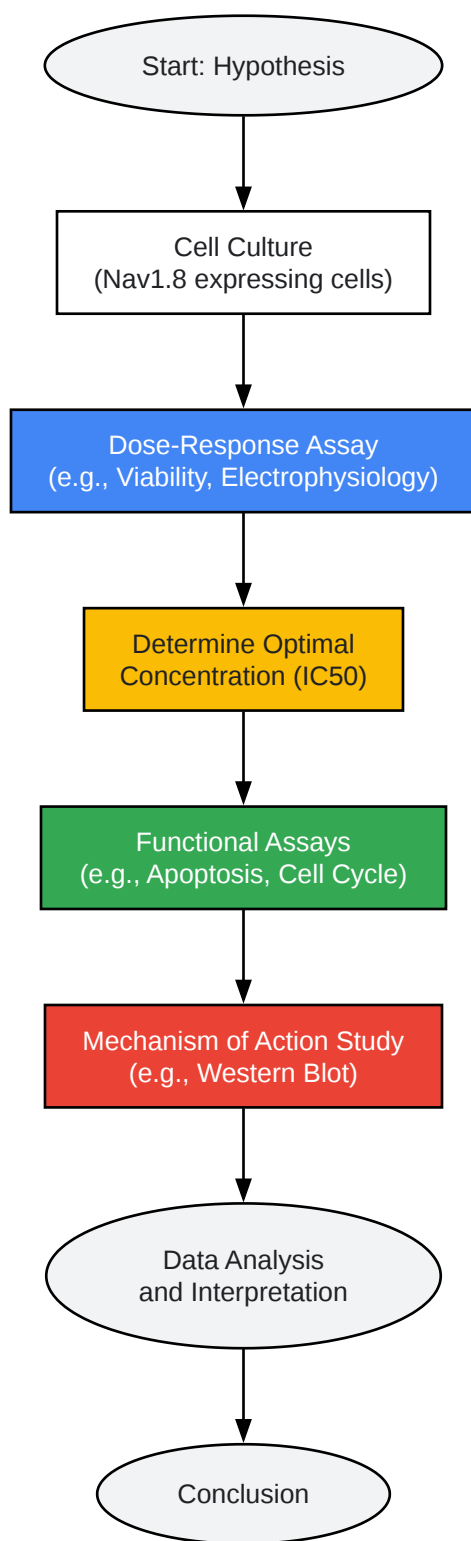 Start: Hypothesis
Cell Culture
(Nav1.8 expressing cells)
Dose-Response Assay
(e.g., Viability, Electrophysiology)
Determine Optimal
Concentration (IC50)
Functional Assays
(e.g., Apoptosis, Cell Cycle)
Mechanism of Action Study
(e.g., Western Blot)
Data Analysis
and Interpretation
Conclusion